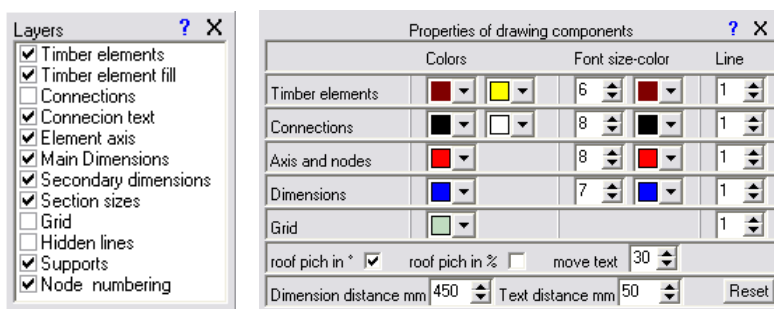 Layers ? X
Timber elements
Timber element fill
Connections
Connecion text
Element axis
Main Dimensions
Secondary dimensions
Section sizes
Grid
Hidden lines
Supports
Node numbering
Properties of drawing components ? X
Colors Font size-color Line
Timber elements 6 1
Connections 8 1
Axis and nodes 8 1
Dimensions 7 1
Grid 1
roof pich in ° roof pich in % move text 30
Dimension distance mm 450 Text distance mm 50 Reset